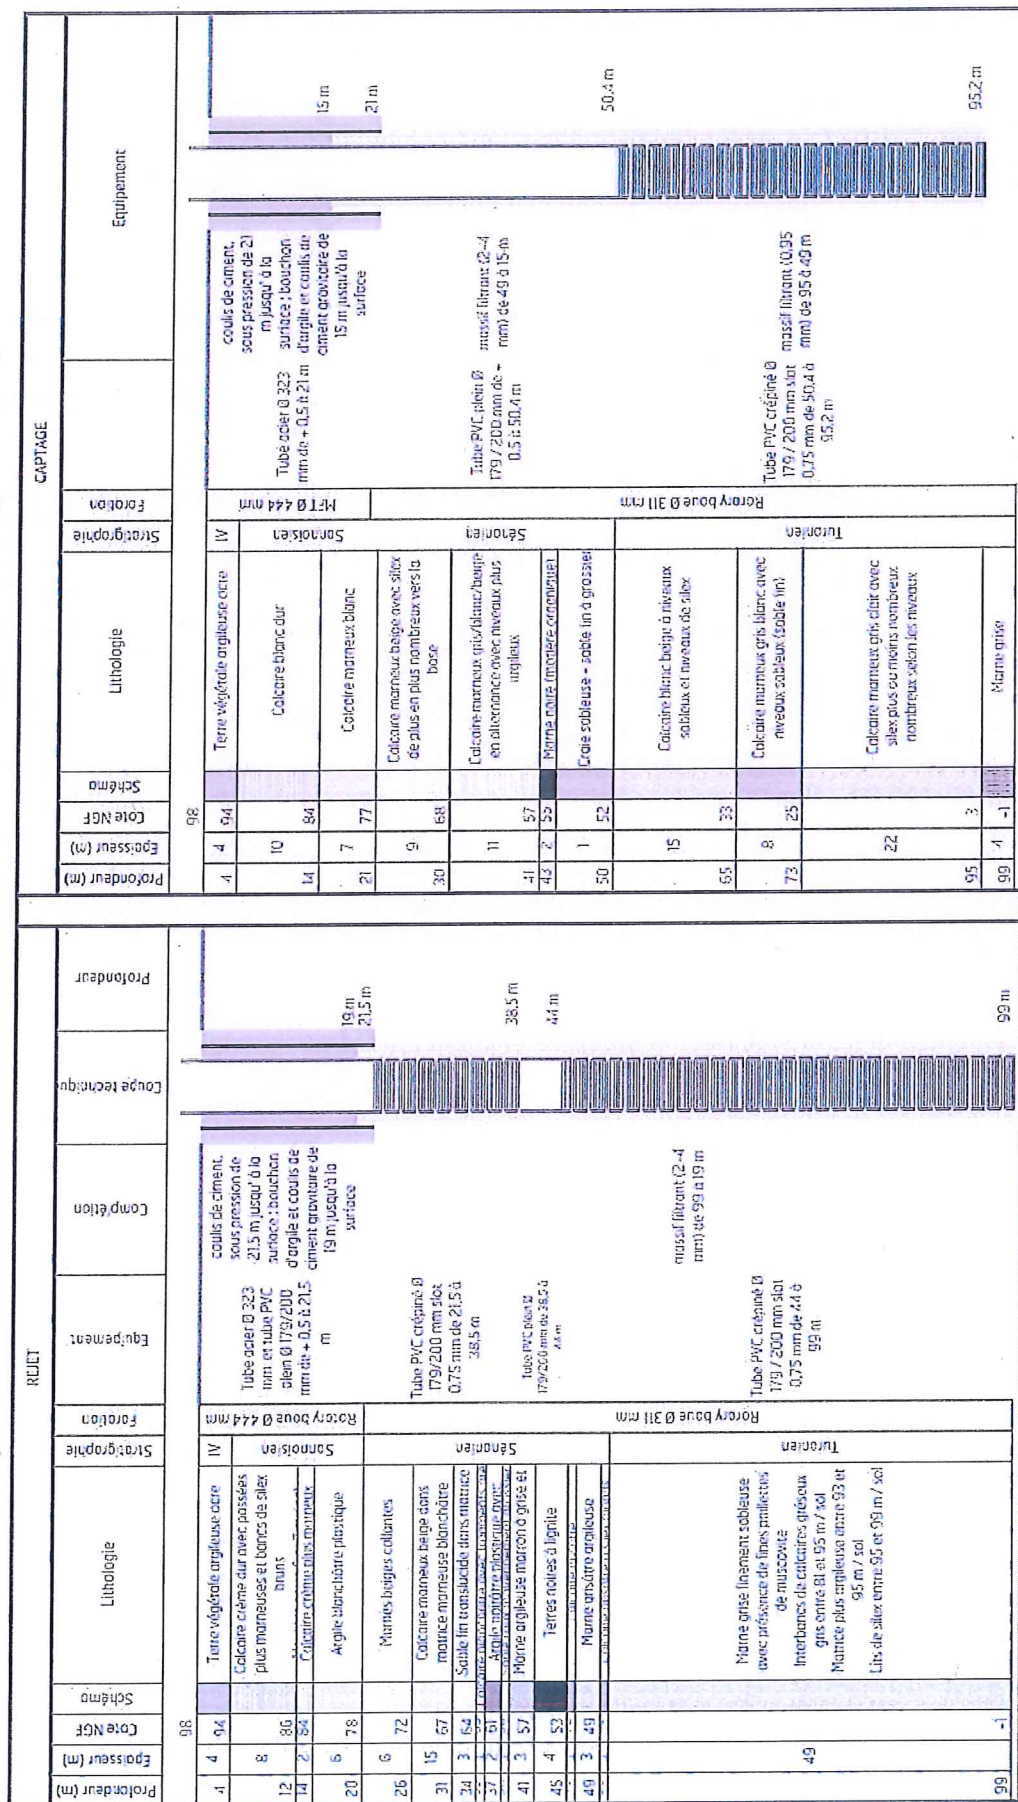 REJET
Profondeur (m)
Epaisseur (m)
Cote NGF
Schéma
Lithologie
Stratigraphie
Foration
Equipement
Complétion
Coupe technique
Profondeur
98
4
4
94
Terre végétale argileuse ocre
IV
12
8
86
Calcaire crème dur avec passées
plus marneuses et bancs de silex
bruns
14
2
84
Calcaire crème plus marneux
20
6
78
Argile blanchâtre plastique
Sannoisien
Rotary boue Ø 444 mm
26
6
72
Marnes beiges collantes
31
15
67
Calcaire marneux beige dans
matrice marneuse blanchâtre
34
3
64
Sable fin translucide dans matrice
37
2
61
41
3
57
Marne argileuse marron à grise et
45
4
53
Terres noires à lignite
49
3
49
Marne grisâtre argileuse
Sénonien
99
49
-1
Marne grise finement sableuse
avec présence de fines paillettes
de muscovite
Interbancs de calcaires gréseux
gris entre 81 et 95 m / sol
Matrice plus argileuse entre 93 et
95 m / sol
Lits de silex entre 95 et 99 m / sol
Turonien
Rorary boue Ø 311 mm
Tube acier Ø 323
mm et tube PVC
plein Ø 179/200
mm de + 0,5 à 21,5
m
coulis de ciment,
sous pression de
21,5 m jusqu'à la
surface ; bouchon
d'argile et coulis de
ciment gravitaire de
19 m jusqu'à la
surface
Tube PVC crépiné Ø
179/200 mm slot
0,75 mm de 21,5 à
38,5 m
Tube PVC plein Ø
179/200 mm de 38,5 à
44 m
Tube PVC crépiné Ø
179 / 200 mm slot
0,75 mm de 44 à
99 m
massif filtrant (2-4
mm) de 99 à 19 m
19 m
21,5 m
38,5 m
44 m
99 m
CAPTAGE
Profondeur (m)
Epaisseur (m)
Cote NGF
Schéma
Lithologie
Stratigraphie
Foration
Equipement
98
4
4
94
Terre végétale argileuse ocre
IV
14
10
84
Calcaire blanc dur
21
7
77
Calcaire marneux blanc
Sannoisien
MFT Ø 444 mm
30
9
68
Calcaire marneux beige avec silex
de plus en plus nombreux vers la
base
41
11
57
Calcaire marneux gris/blanc/beige
en alternance avec niveaux plus
argileux
43
2
55
Marne noire (matière organique)
50
1
52
Craie sableuse - sable fin à grossier
Sénonien
65
15
33
Calcaire blanc beige à niveaux
sableux et niveaux de silex
73
8
25
Calcaire marneux gris blanc avec
niveaux sableux (sable fin)
95
22
3
Calcaire marneux gris clair avec
silex plus ou moins nombreux
nombreux selon les niveaux
99
4
-1
Marne grise
Turonien
Rorary boue Ø 311 mm
Tube acier Ø 323
mm de + 0,5 à 21 m
coulis de ciment,
sous pression de 21
m jusqu'à la
surface ; bouchon
d'argile et coulis de
ciment gravitaire de
15 m jusqu'à la
surface
Tube PVC plein Ø
179 / 200 mm de +
0,5 à 50,4 m
massif filtrant (2-4
mm) de 49 à 15 m
Tube PVC crépiné Ø
179 / 200 mm slot
0,75 mm de 50,4 à
95,2 m
massif filtrant (0,95
mm) de 95 à 49 m
15 m
21 m
50,4 m
95,2 m